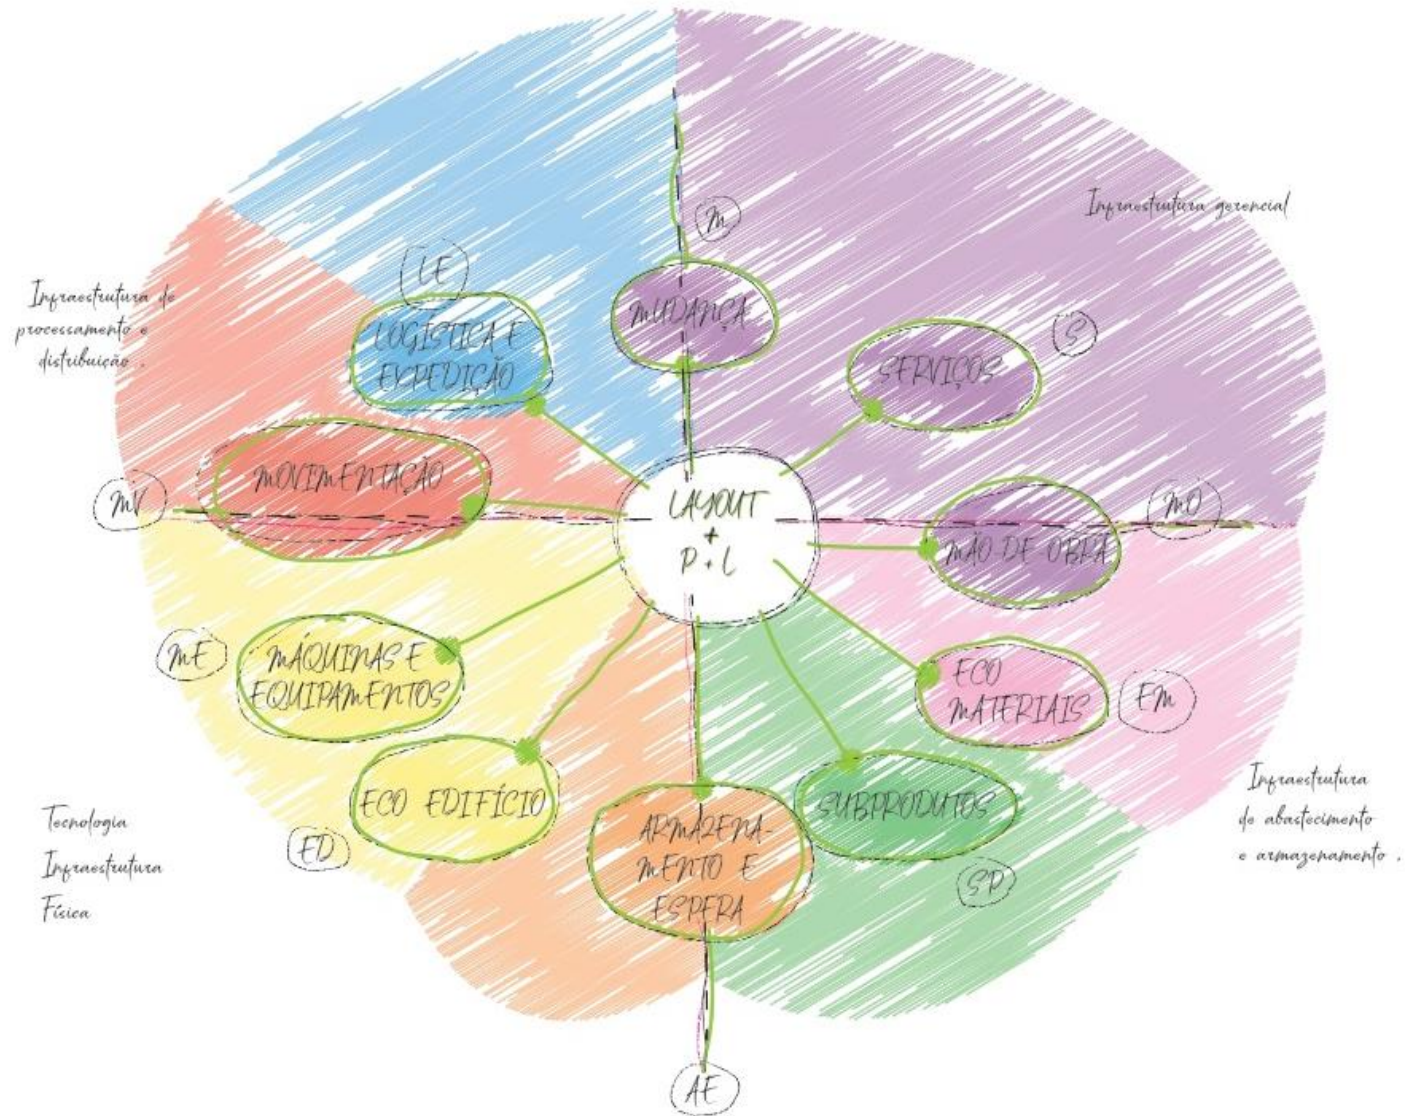 M
Infraestrutura gerencial
LE
S
Infraestrutura de
processamento e
distribuição .
MUDANÇA
LOGÍSTICA E
EXPEDIÇÃO
SERVIÇOS
MOVIMENTAÇÃO
MV
LAYOUT
+
P + L
MO
MÃO DE OBRA
ME
MÁQUINAS E
EQUIPAMENTOS
ECO
MATERIAIS
EM
ECO EDIFÍCIO
ED
SUBPRODUTOS
SP
ARMAZENA-
MENTO E
ESPERA
Tecnologia
Infraestrutura
Física
Infraestrutura
de abastecimento
e armazenamento .
AE